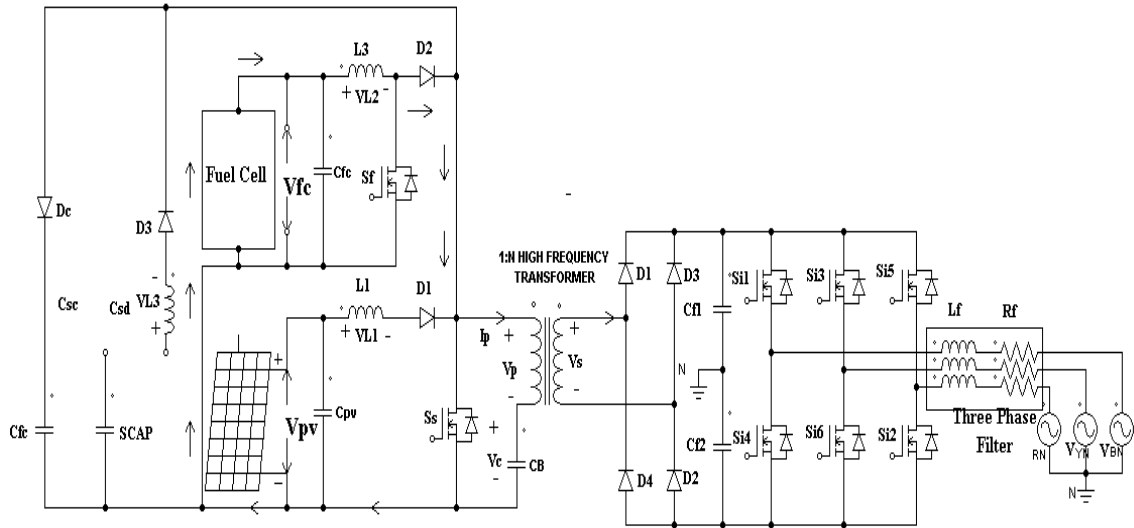 L3
D2
+
VL2
-
Fuel Cell
Vfc
Cfc
Sf
Dc
D3
-
VL3
+
Csc
Csd
L1
D1
+
VL1
-
+
Vpv
-
Cpv
Cfc
SCAP
Ss
+
Vc
-
CB
Ip
+
Vp
-
+
Vs
-
-
1:N HIGH FREQUENCY
TRANSFORMER
D1
D3
D4
D2
Cf1
Cf2
N
Si1
Si3
Si5
Si4
Si6
Si2
Lf
Rf
Three Phase
Filter
RN
VYN
VBN
N